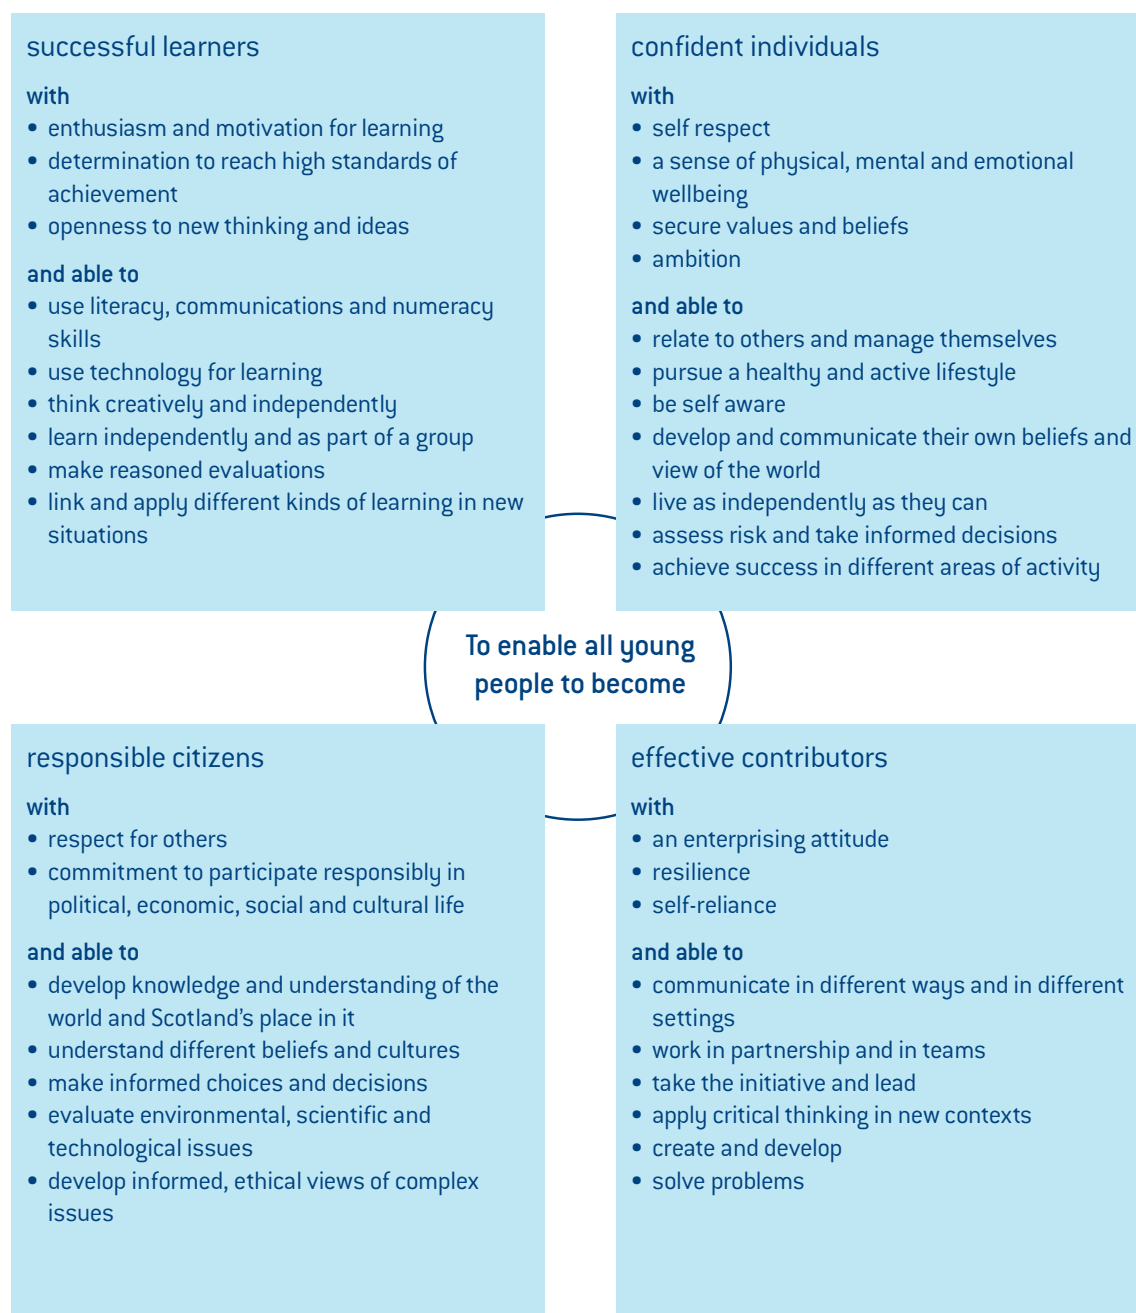 successful learners
with
• enthusiasm and motivation for learning
• determination to reach high standards of
achievement
• openness to new thinking and ideas
and able to
• use literacy, communications and numeracy
skills
• use technology for learning
• think creatively and independently
• learn independently and as part of a group
• make reasoned evaluations
• link and apply different kinds of learning in new
situations
confident individuals
with
• self respect
• a sense of physical, mental and emotional
wellbeing
• secure values and beliefs
• ambition
and able to
• relate to others and manage themselves
• pursue a healthy and active lifestyle
• be self aware
• develop and communicate their own beliefs and
view of the world
• live as independently as they can
• assess risk and take informed decisions
• achieve success in different areas of activity
To enable all young
people to become
responsible citizens
with
• respect for others
• commitment to participate responsibly in
political, economic, social and cultural life
and able to
• develop knowledge and understanding of the
world and Scotland's place in it
• understand different beliefs and cultures
• make informed choices and decisions
• evaluate environmental, scientific and
technological issues
• develop informed, ethical views of complex
issues
effective contributors
with
• an enterprising attitude
• resilience
• self-reliance
and able to
• communicate in different ways and in different
settings
• work in partnership and in teams
• take the initiative and lead
• apply critical thinking in new contexts
• create and develop
• solve problems